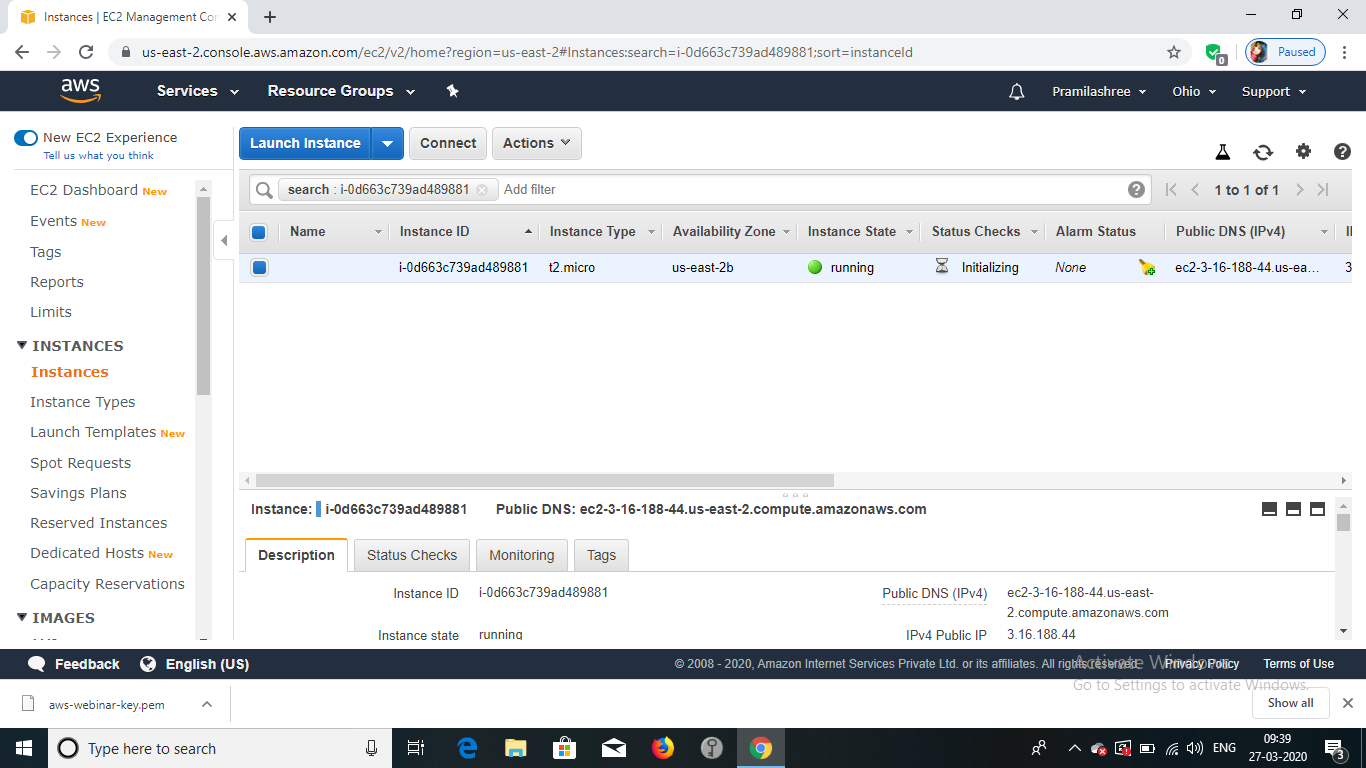 Instances | EC2 Management Con
us-east-2.console.aws.amazon.com/ec2/v2/home?region=us-east-2#Instances:search=i-0d663c739ad489881;sort=instanceId
0
Paused
aws
Services
Resource Groups
Pramilashree
Ohio
Support
New EC2 Experience
Tell us what you think
EC2 Dashboard New
Events New
Tags
Reports
Limits
INSTANCES
Instances
Instance Types
Launch Templates New
Spot Requests
Savings Plans
Reserved Instances
Dedicated Hosts New
Capacity Reservations
IMAGES
Launch Instance
Connect
Actions
search : i-0d663c739ad489881
Add filter
1 to 1 of 1
Name Instance ID Instance Type Availability Zone Instance State Status Checks Alarm Status Public DNS (IPv4)
i-0d663c739ad489881 t2.micro us-east-2b running Initializing None ec2-3-16-188-44.us-ea... 3
Instance: i-0d663c739ad489881 Public DNS: ec2-3-16-188-44.us-east-2.compute.amazonaws.com
Description
Status Checks
Monitoring
Tags
Instance ID i-0d663c739ad489881
Public DNS (IPv4) ec2-3-16-188-44.us-east-
2.compute.amazonaws.com
Instance state running
IPv4 Public IP 3.16.188.44
Feedback
English (US)
© 2008 - 2020, Amazon Internet Services Private Ltd. or its affiliates. All rights reserved.
Privacy Policy
Terms of Use
Activate Windows
Go to Settings to activate Windows.
aws-webinar-key.pem
Show all
Type here to search
ENG
09:39
27-03-2020
3